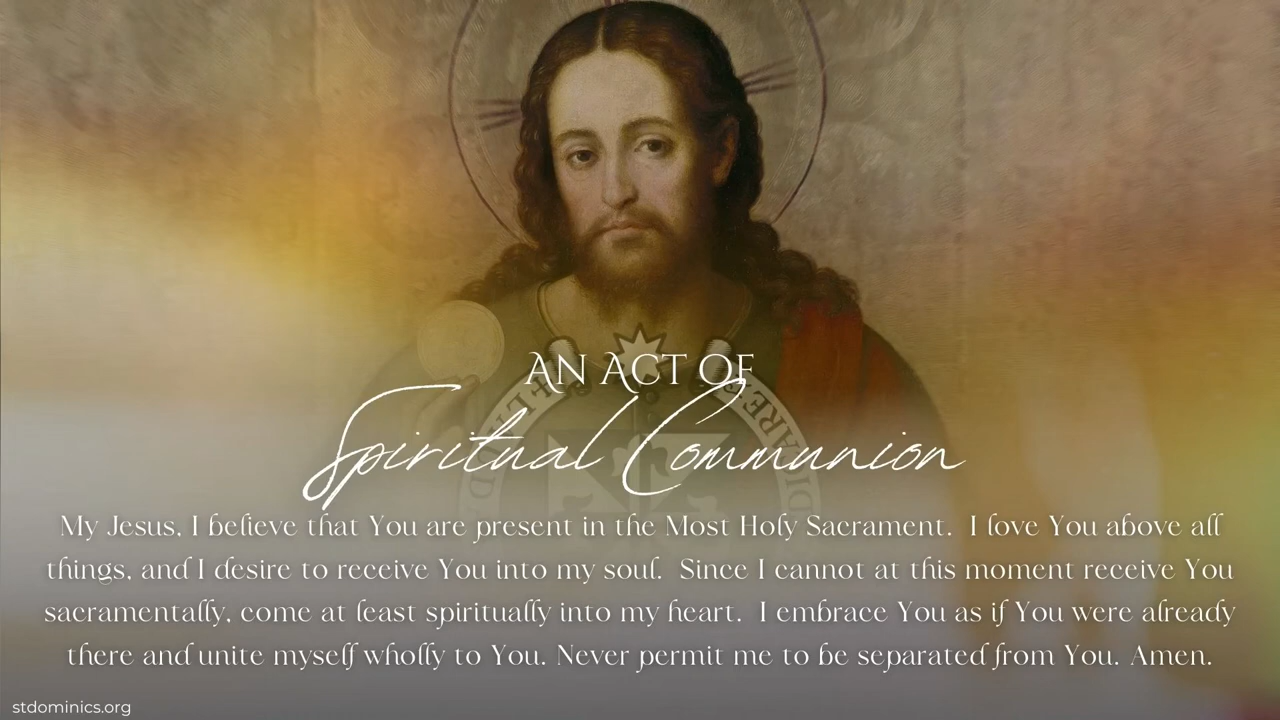 AN ACT OF
Spiritual Communion
My Jesus, I believe that You are present in the Most Holy Sacrament. I love You above all
things, and I desire to receive You into my soul. Since I cannot at this moment receive You
sacramentally, come at least spiritually into my heart. I embrace You as if You were already
there and unite myself wholly to You. Never permit me to be separated from You. Amen.
stdominics.org